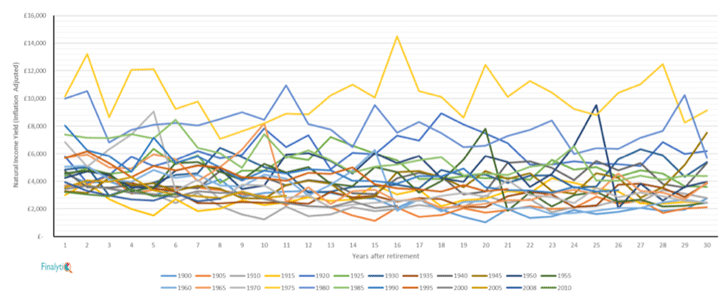 £16,000
£14,000
£12,000
£10,000
£8,000
£6,000
£4,000
£2,000
£-
Natural Income Yield (Inflation Adjusted)
1 2 3 4 5 6 7 8 9 10 11 12 13 14 15 16 17 18 19 20 21 22 23 24 25 26 27 28 29 30
Years after retirement
Finalytiq
1900 1905 1910 1915 1920 1925 1930 1935 1940 1945 1950 1955
1960 1965 1970 1975 1980 1985 1990 1995 2000 2005 2008 2010